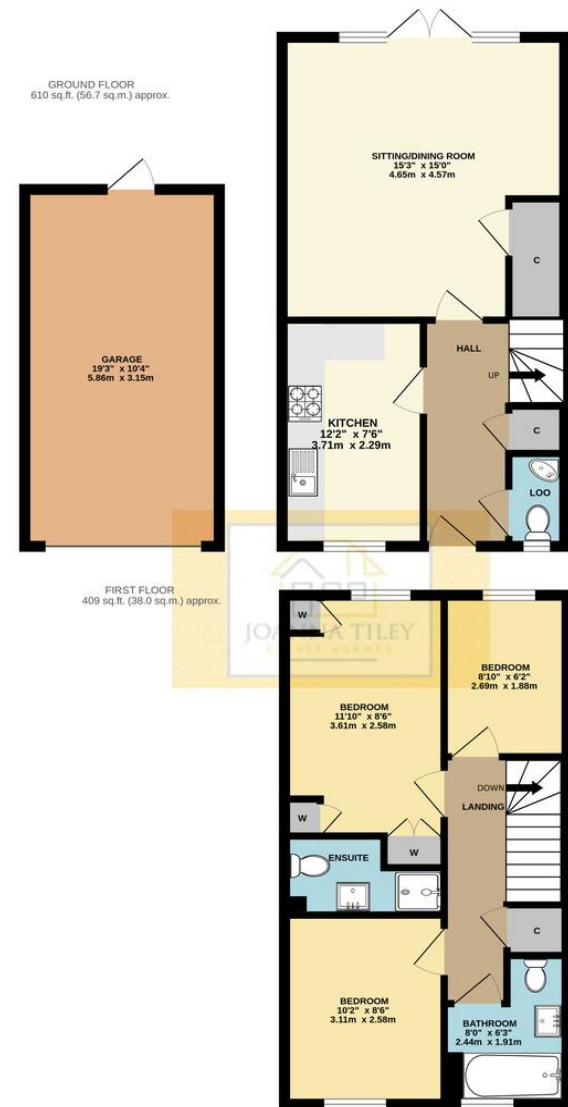 GROUND FLOOR
610 sq.ft. (56.7 sq.m.) approx.
SITTING/DINING ROOM
15'3" x 15'0"
4.65m x 4.57m
C
GARAGE
19'3" x 10'4"
5.86m x 3.15m
HALL
UP
KITCHEN
12'2" x 7'6"
3.71m x 2.29m
C
LOO
FIRST FLOOR
409 sq.ft. (38.0 sq.m.) approx.
JOANNA TILEY
ESTATE AGENTS
W
BEDROOM
8'10" x 6'2"
2.69m x 1.88m
BEDROOM
11'10" x 8'6"
3.61m x 2.58m
DOWN
LANDING
W
W
ENSUITE
C
BEDROOM
10'2" x 8'6"
3.11m x 2.58m
BATHROOM
8'0" x 6'3"
2.44m x 1.91m